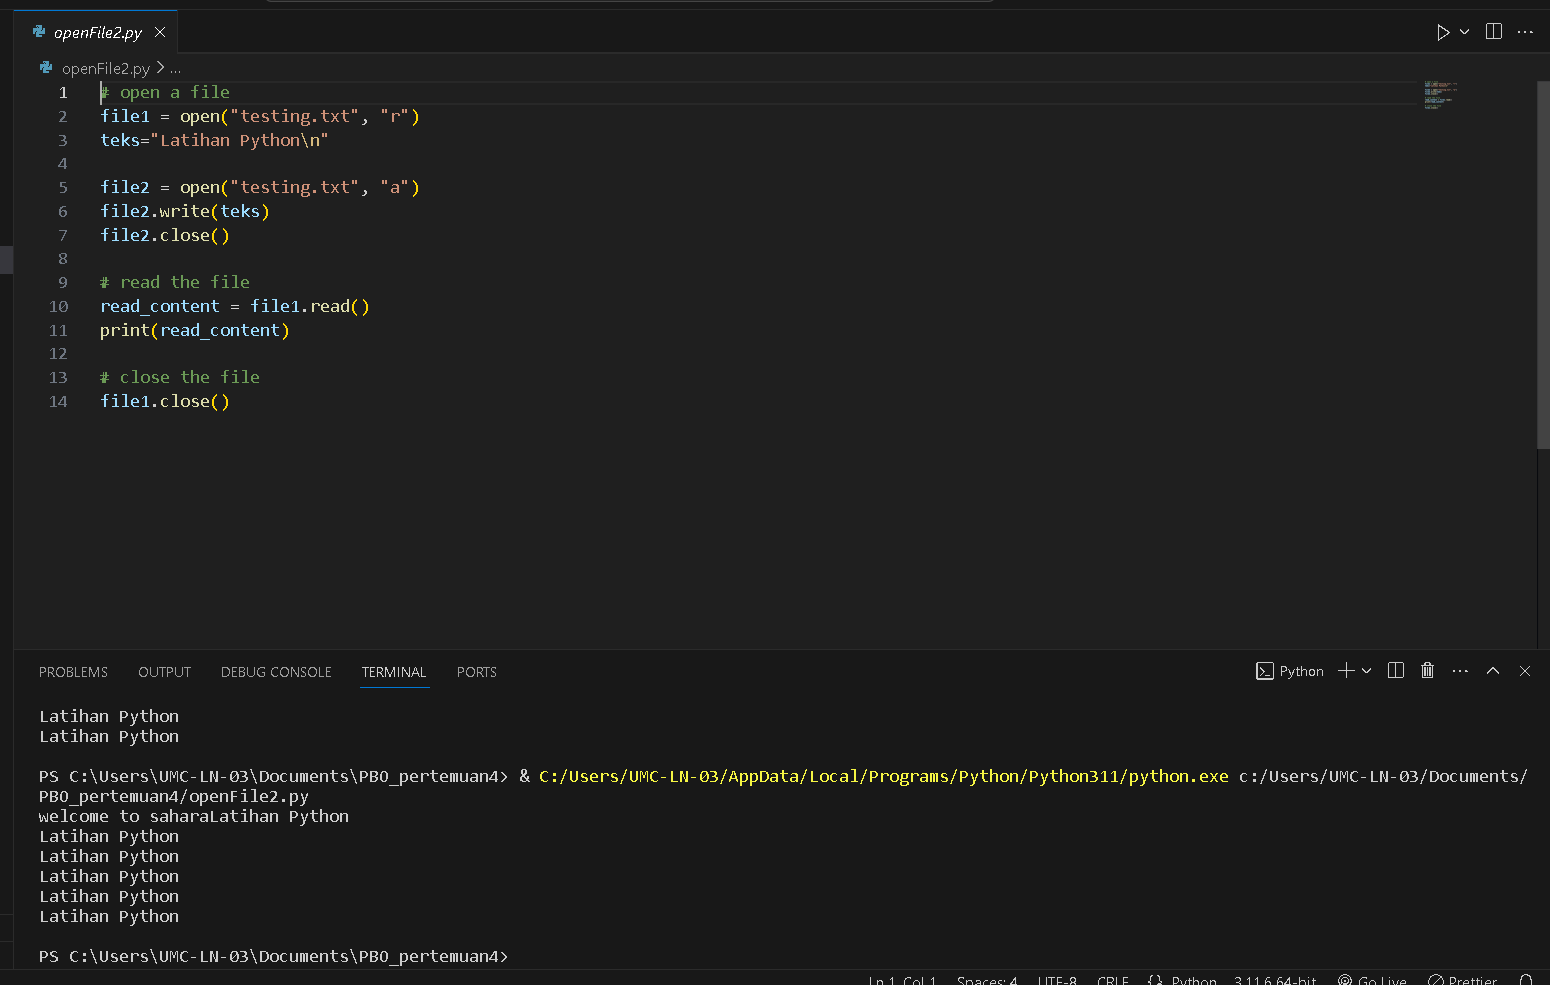 openFile2.py
openFile2.py > ...
1 # open a file
2 file1 = open("testing.txt", "r")
3 teks="Latihan Python\n"
4
5 file2 = open("testing.txt", "a")
6 file2.write(teks)
7 file2.close()
8
9 # read the file
10 read_content = file1.read()
11 print(read_content)
12
13 # close the file
14 file1.close()
PROBLEMS OUTPUT DEBUG CONSOLE TERMINAL PORTS Python
Latihan Python
Latihan Python
PS C:\Users\UMC-LN-03\Documents\PBO_pertemuan4> & C:/Users/UMC-LN-03/AppData/Local/Programs/Python/Python311/python.exe c:/Users/UMC-LN-03/Documents/
PBO_pertemuan4/openFile2.py
welcome to saharaLatihan Python
Latihan Python
Latihan Python
Latihan Python
Latihan Python
Latihan Python
PS C:\Users\UMC-LN-03\Documents\PBO_pertemuan4>
Ln 1, Col 1 Spaces: 4 UTF-8 CRLF {} Python 3.11.6 64-bit Go Live Prettier